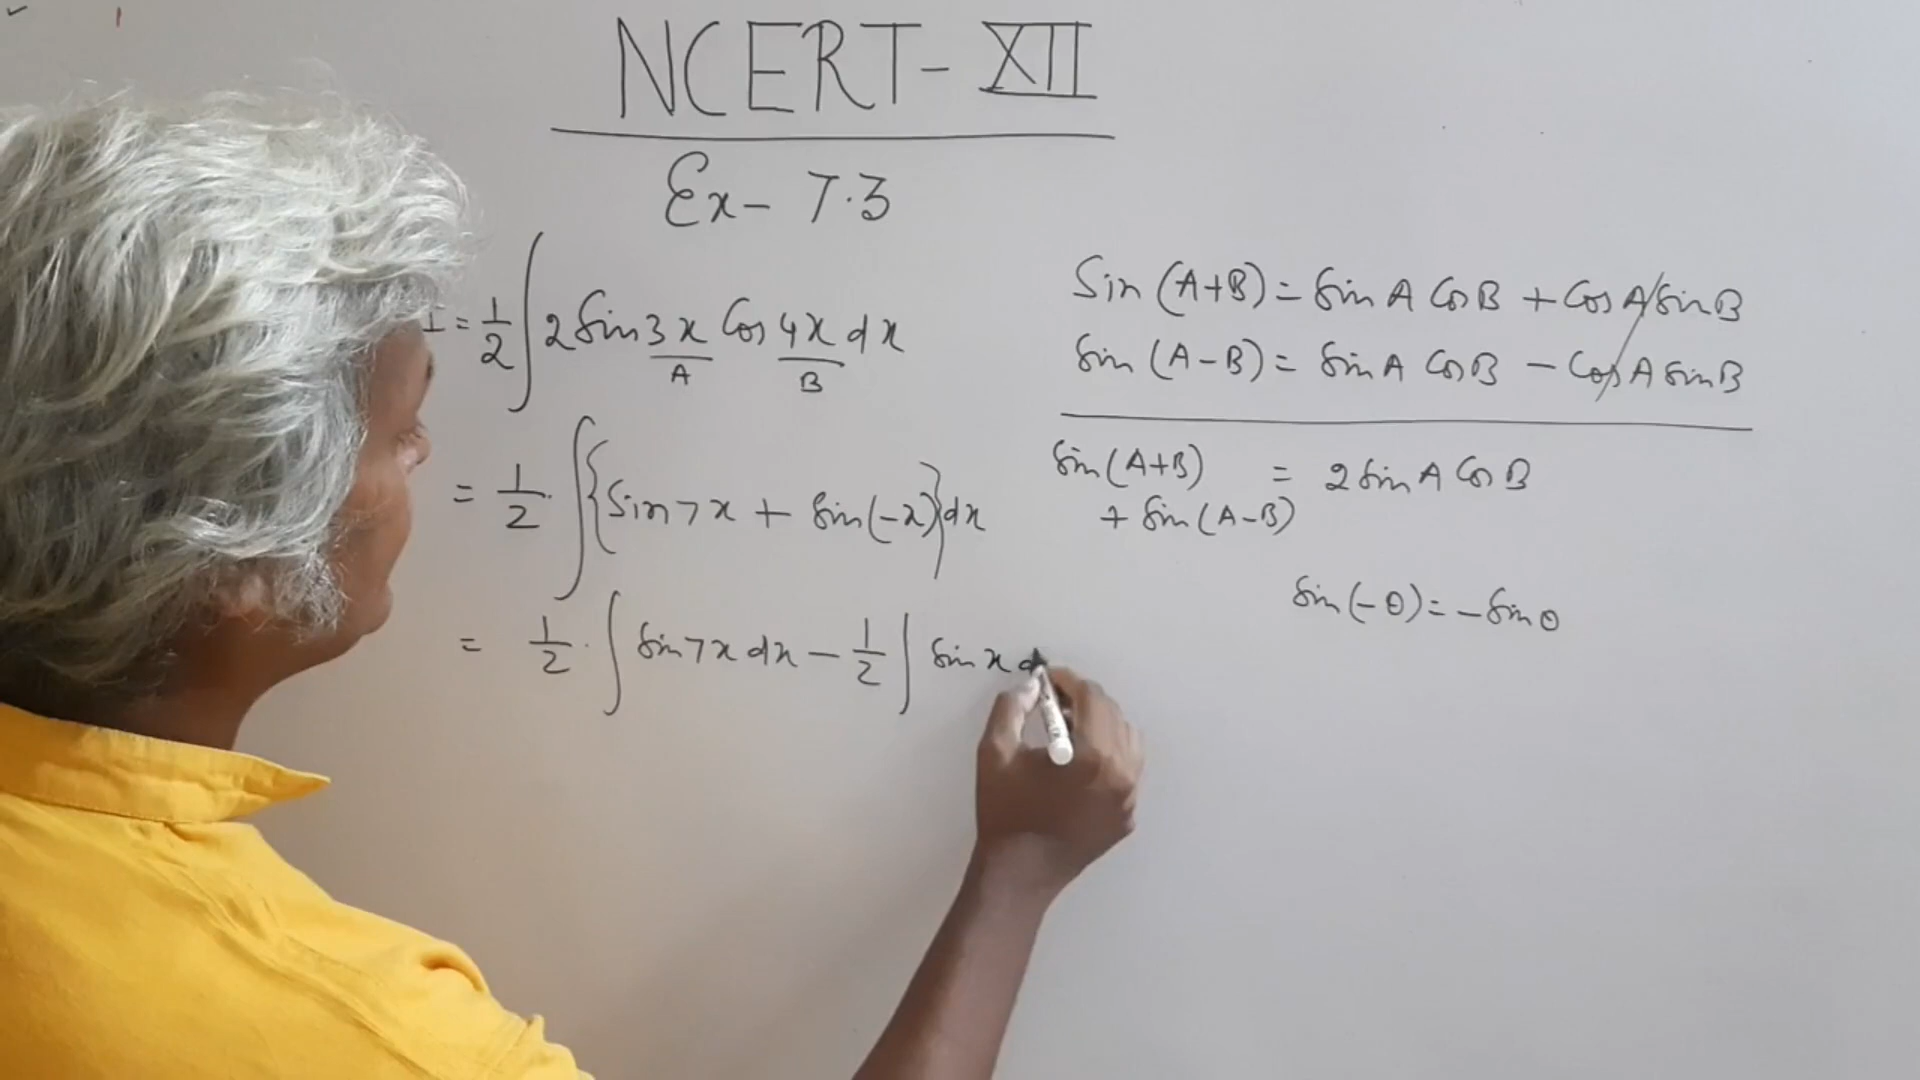 NCERT - XII
Ex - 7.3
I = 1/2 ∫ 2 Sin 3x Cos 4x dx
A B
= 1/2 · ∫ {Sin 7x + Sin(-x)} dx
= 1/2 · ∫ Sin 7x dx - 1/2 ∫ Sin x d
Sin (A+B) = Sin A Cos B + Cos A Sin B
Sin (A-B) = Sin A Cos B - Cos A Sin B
Sin (A+B) = 2 Sin A Cos B
+ Sin (A-B)
Sin (-θ) = - Sin θ